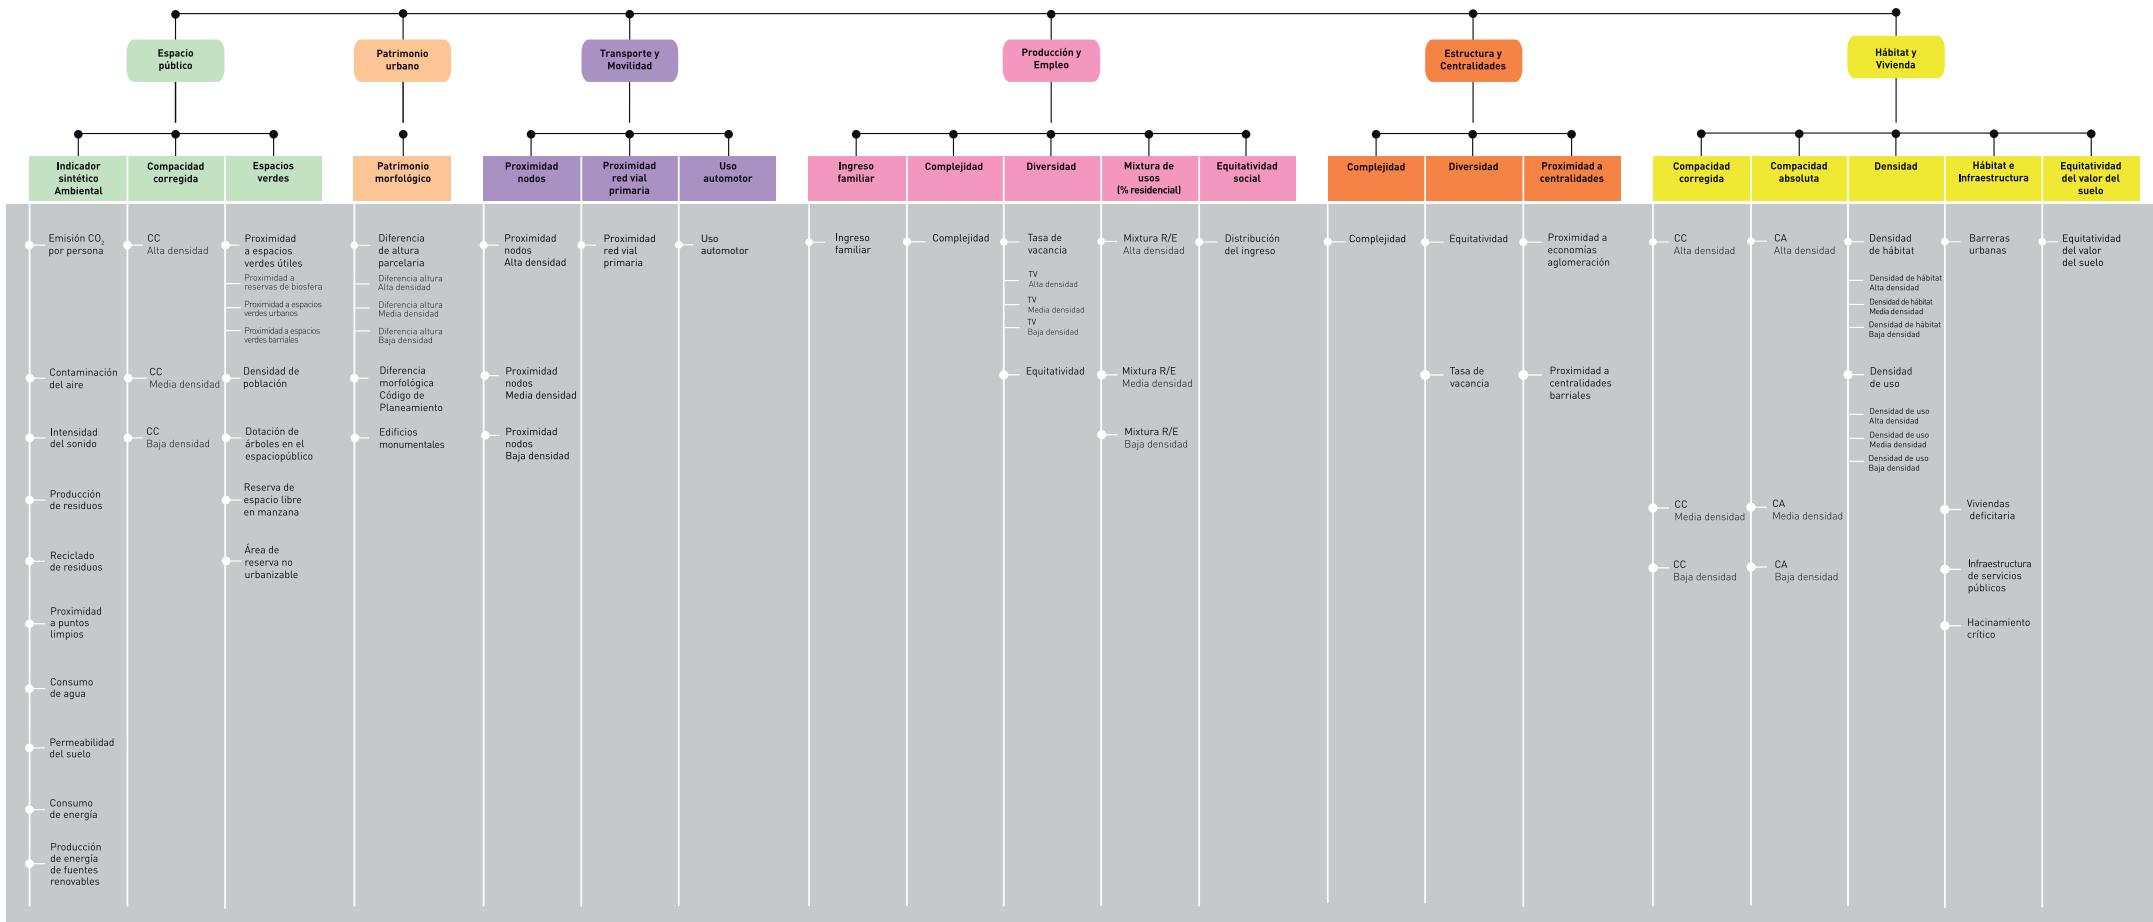 Espacio
público
Patrimonio
urbano
Transporte y
Movilidad
Producción y
Empleo
Estructura y
Centralidades
Hábitat y
Vivienda
Indicador
sintético
Ambiental
Compacidad
corregida
Espacios
verdes
Patrimonio
morfológico
Proximidad
nodos
Proximidad
red vial
primaria
Uso
automotor
Ingreso
familiar
Complejidad
Diversidad
Mixtura de
usos
(% residencial)
Equitatividad
social
Complejidad
Diversidad
Proximidad a
centralidades
Compacidad
corregida
Compacidad
absoluta
Densidad
Hábitat e
Infraestructura
Equitatividad
del valor del
suelo
Emisión CO2
por persona
Contaminación
del aire
Intensidad
del sonido
Producción
de residuos
Reciclado
de residuos
Proximidad
a puntos
limpios
Consumo
de agua
Permeabilidad
del suelo
Consumo
de energía
Producción
de energía
de fuentes
renovables
CC
Alta densidad
CC
Media densidad
CC
Baja densidad
Proximidad
a espacios
verdes útiles
Proximidad a
reservas de biosfera
Proximidad a espacios
verdes urbanos
Proximidad a espacios
verdes barriales
Densidad de
población
Dotación de
árboles en el
espaciopúblico
Reserva de
espacio libre
en manzana
Área de
reserva no
urbanizable
Diferencia
de altura
parcelaria
Diferencia altura
Alta densidad
Diferencia altura
Media densidad
Diferencia altura
Baja densidad
Diferencia
morfológica
Código de
Planeamiento
Edificios
monumentales
Proximidad
nodos
Alta densidad
Proximidad
nodos
Media densidad
Proximidad
nodos
Baja densidad
Proximidad
red vial
primaria
Uso
automotor
Ingreso
familiar
Complejidad
Tasa de
vacancia
TV
Alta densidad
TV
Media densidad
TV
Baja densidad
Equitatividad
Mixtura R/E
Alta densidad
Mixtura R/E
Media densidad
Mixtura R/E
Baja densidad
Distribución
del ingreso
Complejidad
Equitatividad
Tasa de
vacancia
Proximidad a
economías
aglomeración
Proximidad a
centralidades
barriales
CC
Alta densidad
CC
Media densidad
CC
Baja densidad
CA
Alta densidad
CA
Media densidad
CA
Baja densidad
Densidad
de hábitat
Densidad de hábitat
Alta densidad
Densidad de hábitat
Media densidad
Densidad de hábitat
Baja densidad
Densidad
de uso
Densidad de uso
Alta densidad
Densidad de uso
Media densidad
Densidad de uso
Baja densidad
Barreras
urbanas
Viviendas
deficitaria
Infraestructura
de servicios
públicos
Hacinamiento
crítico
Equitatividad
del valor
del suelo